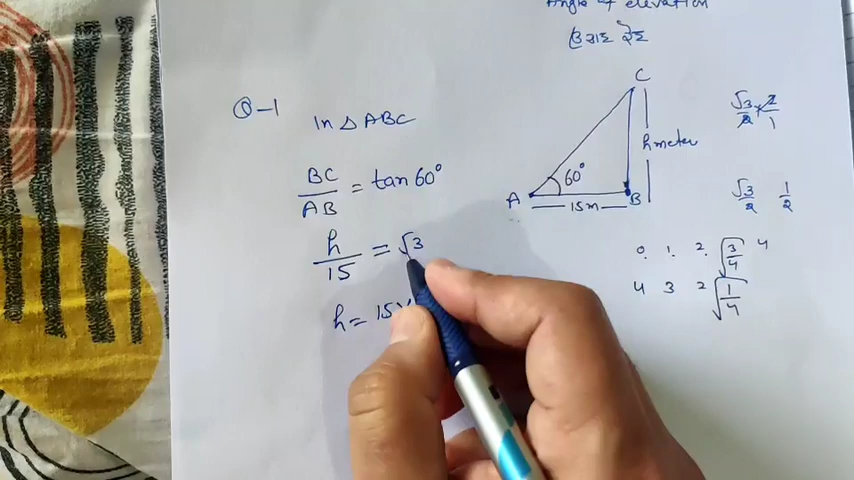 Angle of elevation
Q-1
In △ ABC
BC/AB = tan 60°
h/15 = √3
h = 15
C
60°
A
B
15m
h meter
√3/2 × 2/1
√3/2 1/2
0. 1. 2. √3/4 4
4 3 2 √1/4